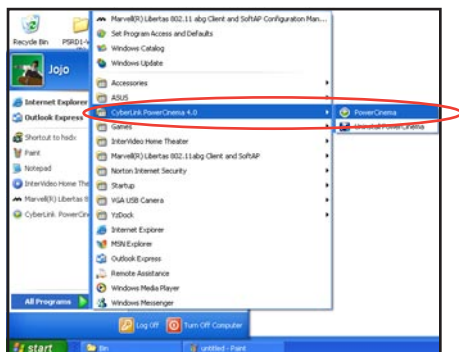 Recycle Bin
Jojo
Internet Explorer
Outlook Express
Shortcut to hsdx
Paint
Notepad
InterVideo Home The
Marvell(R) Libertas 8
CyberLink PowerCin
All Programs
Marvell(R) Libertas 802.11 abg Client and SoftAP Configuraton Man...
Set Program Access and Defaults
Windows Catalog
Windows Update
Accessories
ASUS
CyberLink PowerCinema 4.0
Games
InterVideo Home Theater
Marvell(R) Libertas 802.11abg Client and SoftAP
Norton Internet Security
Startup
VGA USB Camera
YzDock
Internet Explorer
MSN Explorer
Outlook Express
Remote Assistance
Windows Media Player
Windows Messenger
PowerCinema
Uninstall PowerCinema
Log Off
Turn Off Computer
start
Bin
untitled - Paint